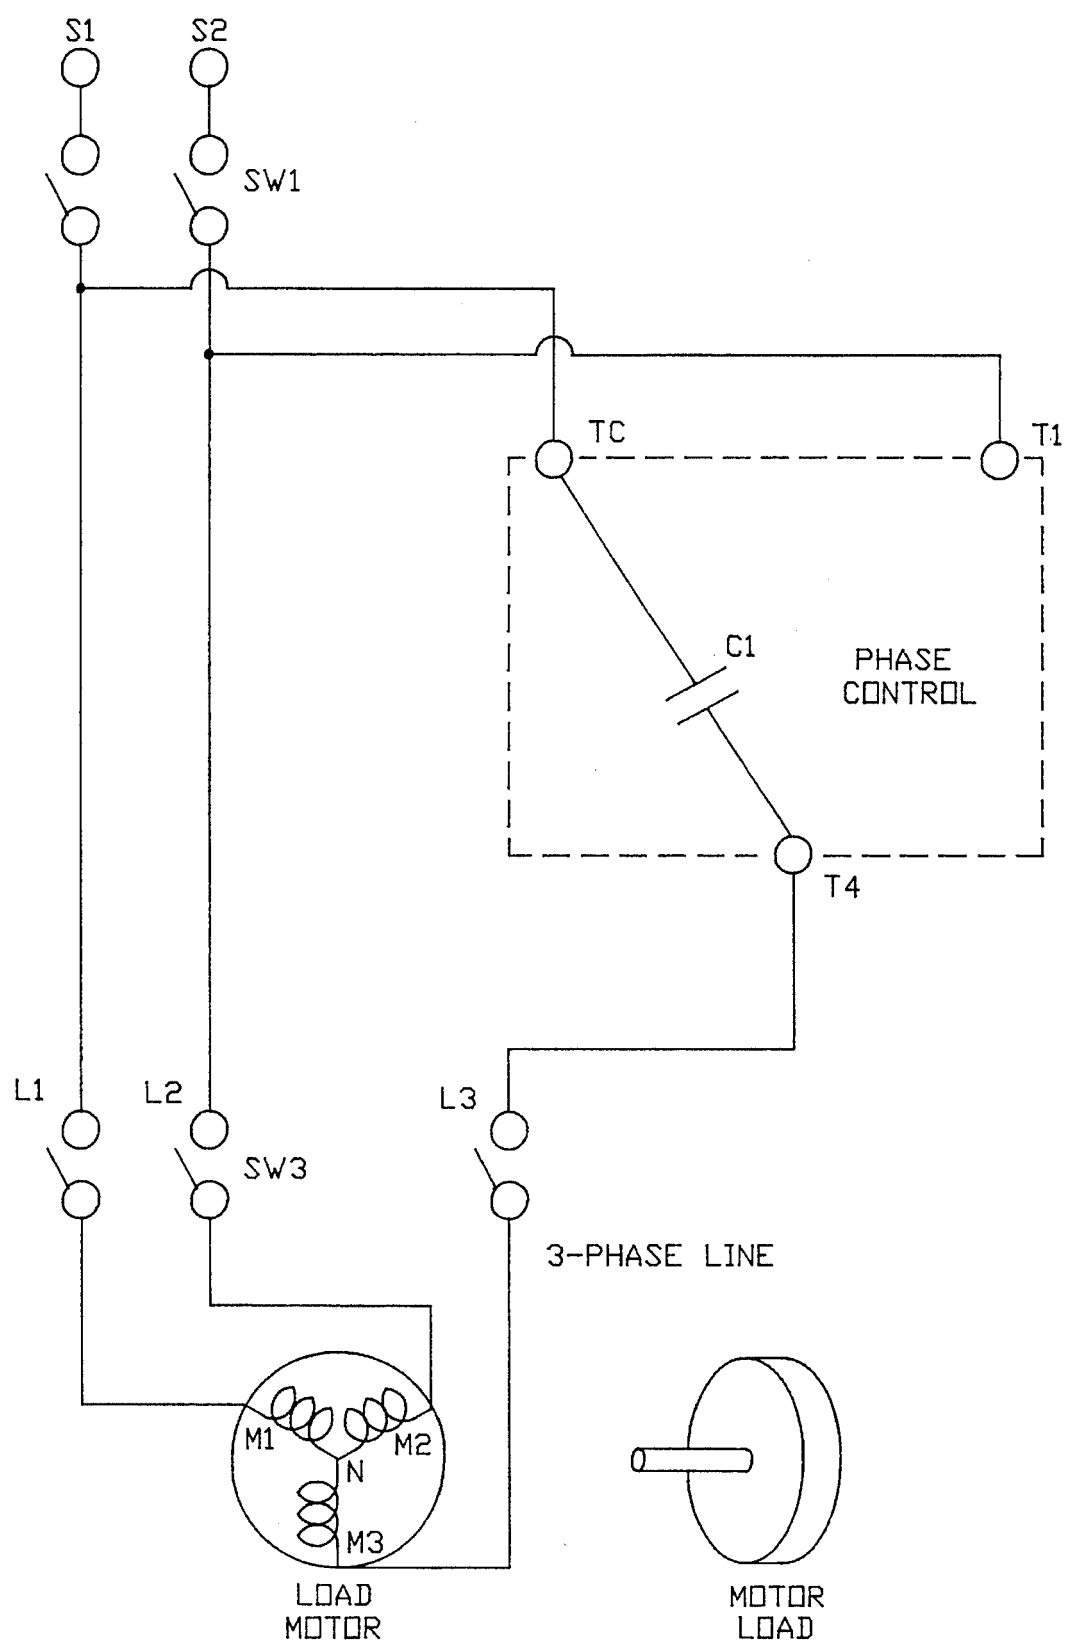 S1
S2
SW1
TC
T1
C1
PHASE
CONTROL
T4
L1
L2
L3
SW3
3-PHASE LINE
M1
M2
N
M3
LOAD
MOTOR
MOTOR
LOAD